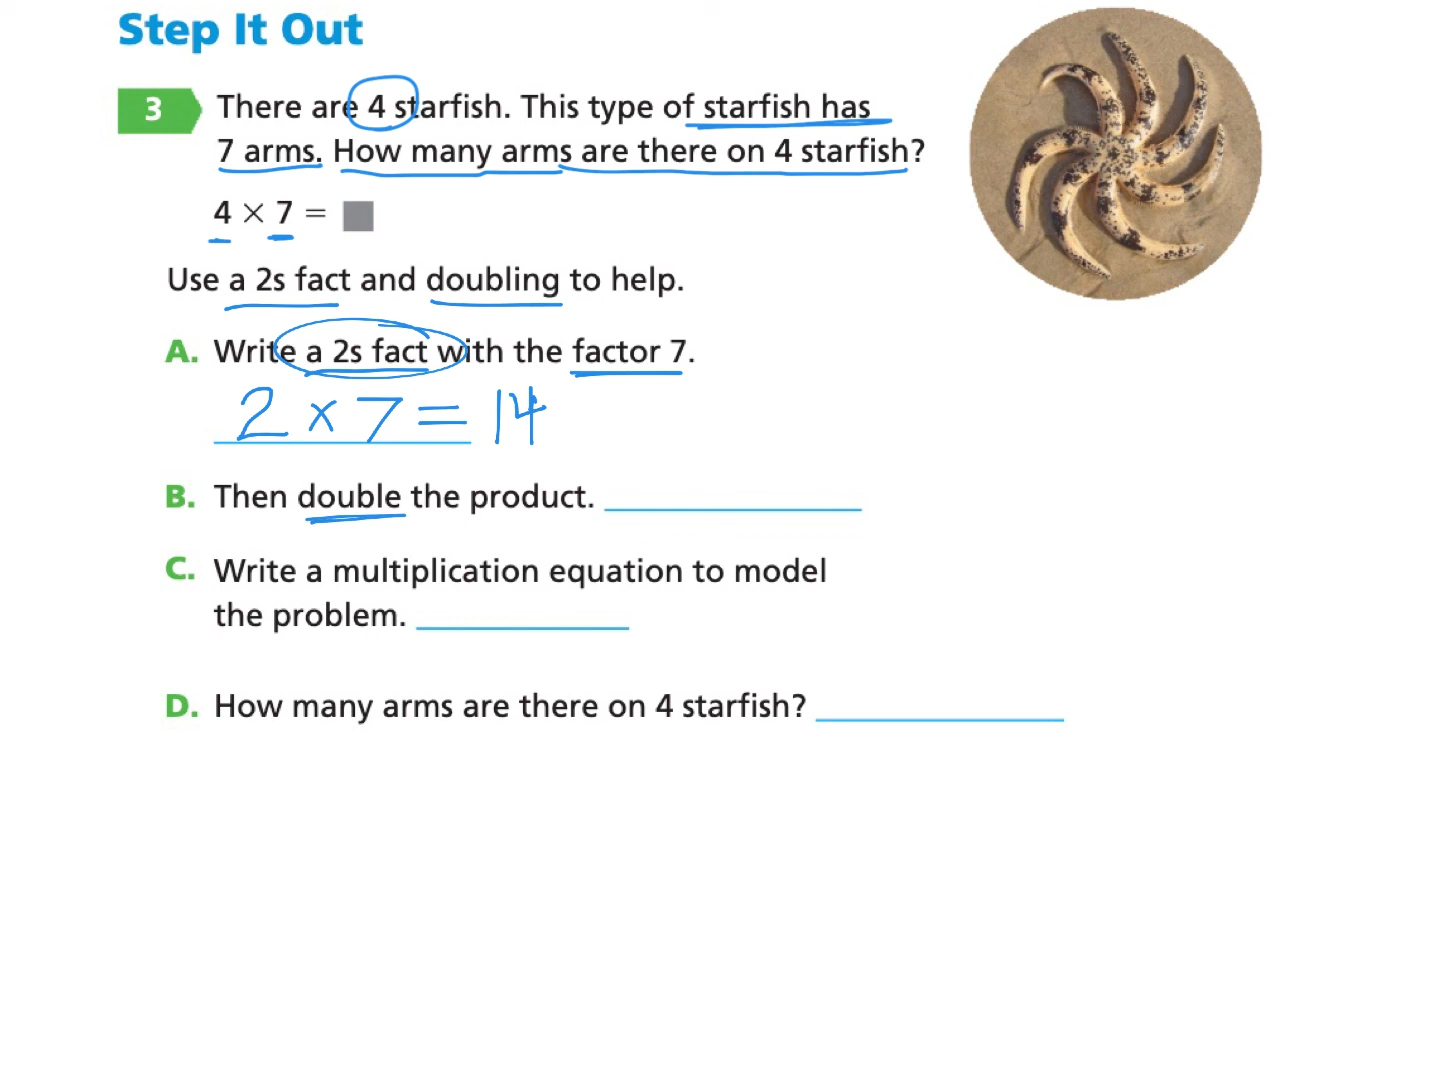 Step It Out
3 There are 4 starfish. This type of starfish has
7 arms. How many arms are there on 4 starfish?
4 × 7 = ■
Use a 2s fact and doubling to help.
A. Write a 2s fact with the factor 7.
2 × 7 = 14
B. Then double the product.
C. Write a multiplication equation to model
the problem.
D. How many arms are there on 4 starfish?